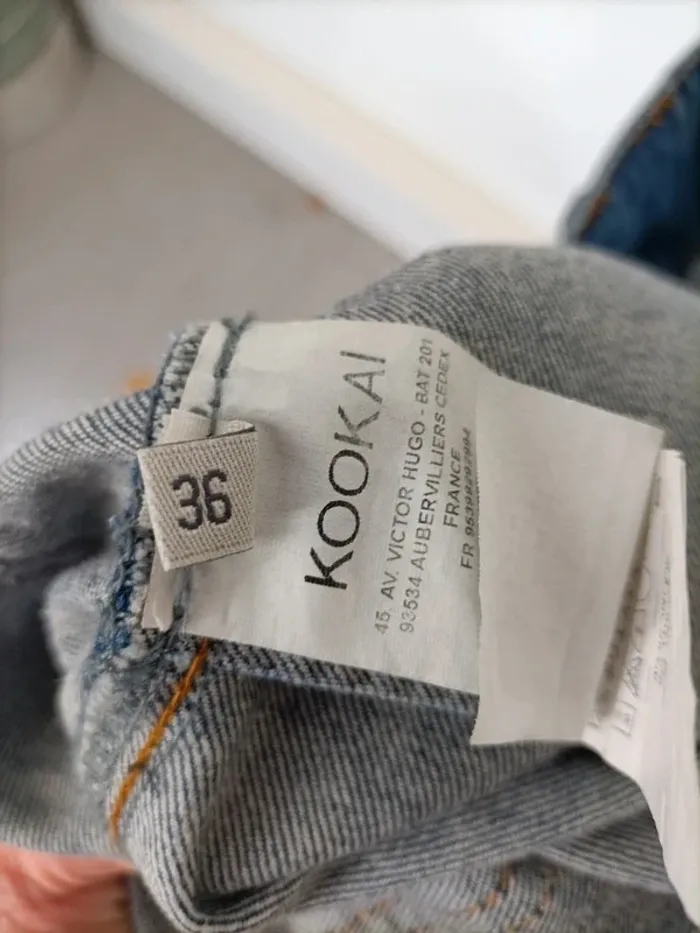 36
KOOKAI
45, AV. VICTOR HUGO - BAT 201
93534 AUBERVILLIERS CEDEX
FRANCE